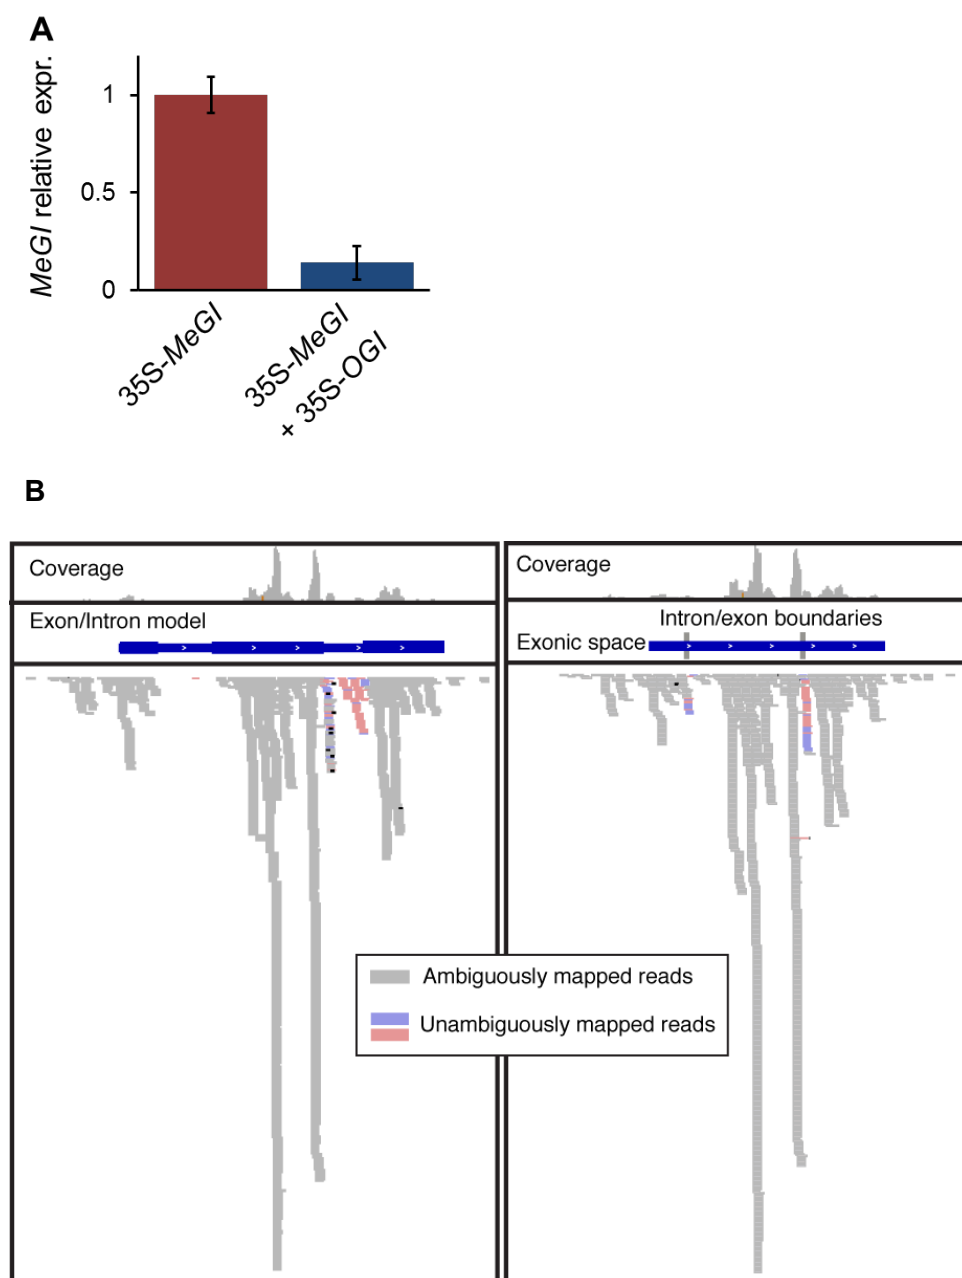 A
MeGI relative expr.
1
0.5
0
35S-MeGI
35S-MeGI
+ 35S-OGI
B
Coverage
Exon/Intron model
Coverage
Intron/exon boundaries
Exonic space
Ambiguously mapped reads
Unambiguously mapped reads